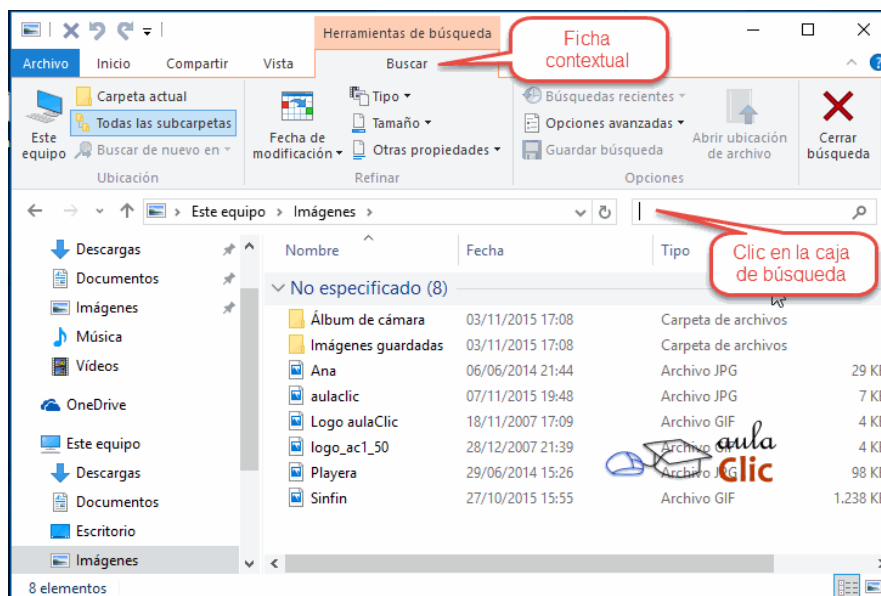 Herramientas de búsqueda
Archivo Inicio Compartir Vista Buscar
Ficha
contextual
Este
equipo
Carpeta actual
Todas las subcarpetas
Buscar de nuevo en
Ubicación
Fecha de
modificación
Tipo
Tamaño
Otras propiedades
Refinar
Búsquedas recientes
Opciones avanzadas
Guardar búsqueda
Abrir ubicación
de archivo
Opciones
Cerrar
búsqueda
Este equipo > Imágenes >
Clic en la caja
de búsqueda
Descargas
Documentos
Imágenes
Música
Vídeos
OneDrive
Este equipo
Descargas
Documentos
Escritorio
Imágenes
Nombre Fecha Tipo
No especificado (8)
Álbum de cámara 03/11/2015 17:08 Carpeta de archivos
Imágenes guardadas 03/11/2015 17:08 Carpeta de archivos
Ana 06/06/2014 21:44 Archivo JPG 29 K
aulaclic 07/11/2015 19:48 Archivo JPG 7 K
Logo aulaClic 18/11/2007 17:09 Archivo GIF 4 K
logo_ac1_50 28/12/2007 21:39 Archivo GIF 4 K
Playera 29/06/2014 15:26 Archivo JPG 98 K
Sinfin 27/10/2015 15:55 Archivo GIF 1.238 K
aula
Clic
8 elementos